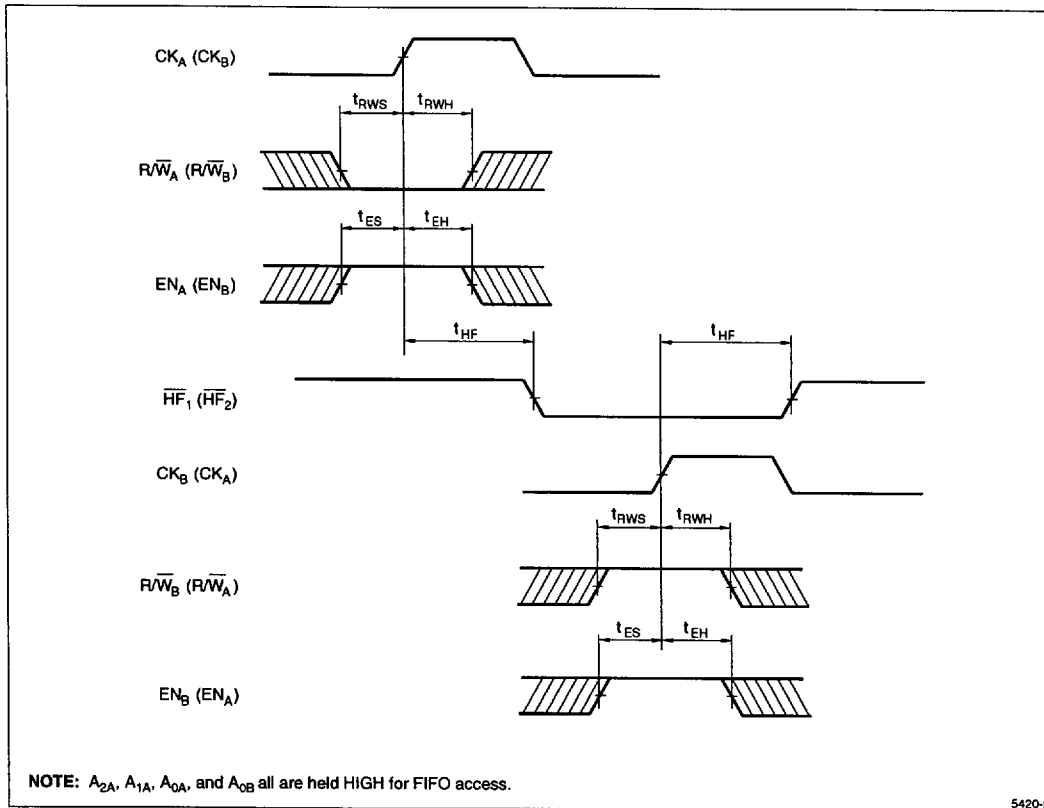 CK_A (CK_B)
t_RWS t_RWH
R/W̅_A (R/W̅_B)
t_ES t_EH
EN_A (EN_B)
t_HF t_HF
H̅F̅_1 (H̅F̅_2)
CK_B (CK_A)
t_RWS t_RWH
R/W̅_B (R/W̅_A)
t_ES t_EH
EN_B (EN_A)
NOTE: A_2A, A_1A, A_0A, and A_0B all are held HIGH for FIFO access.